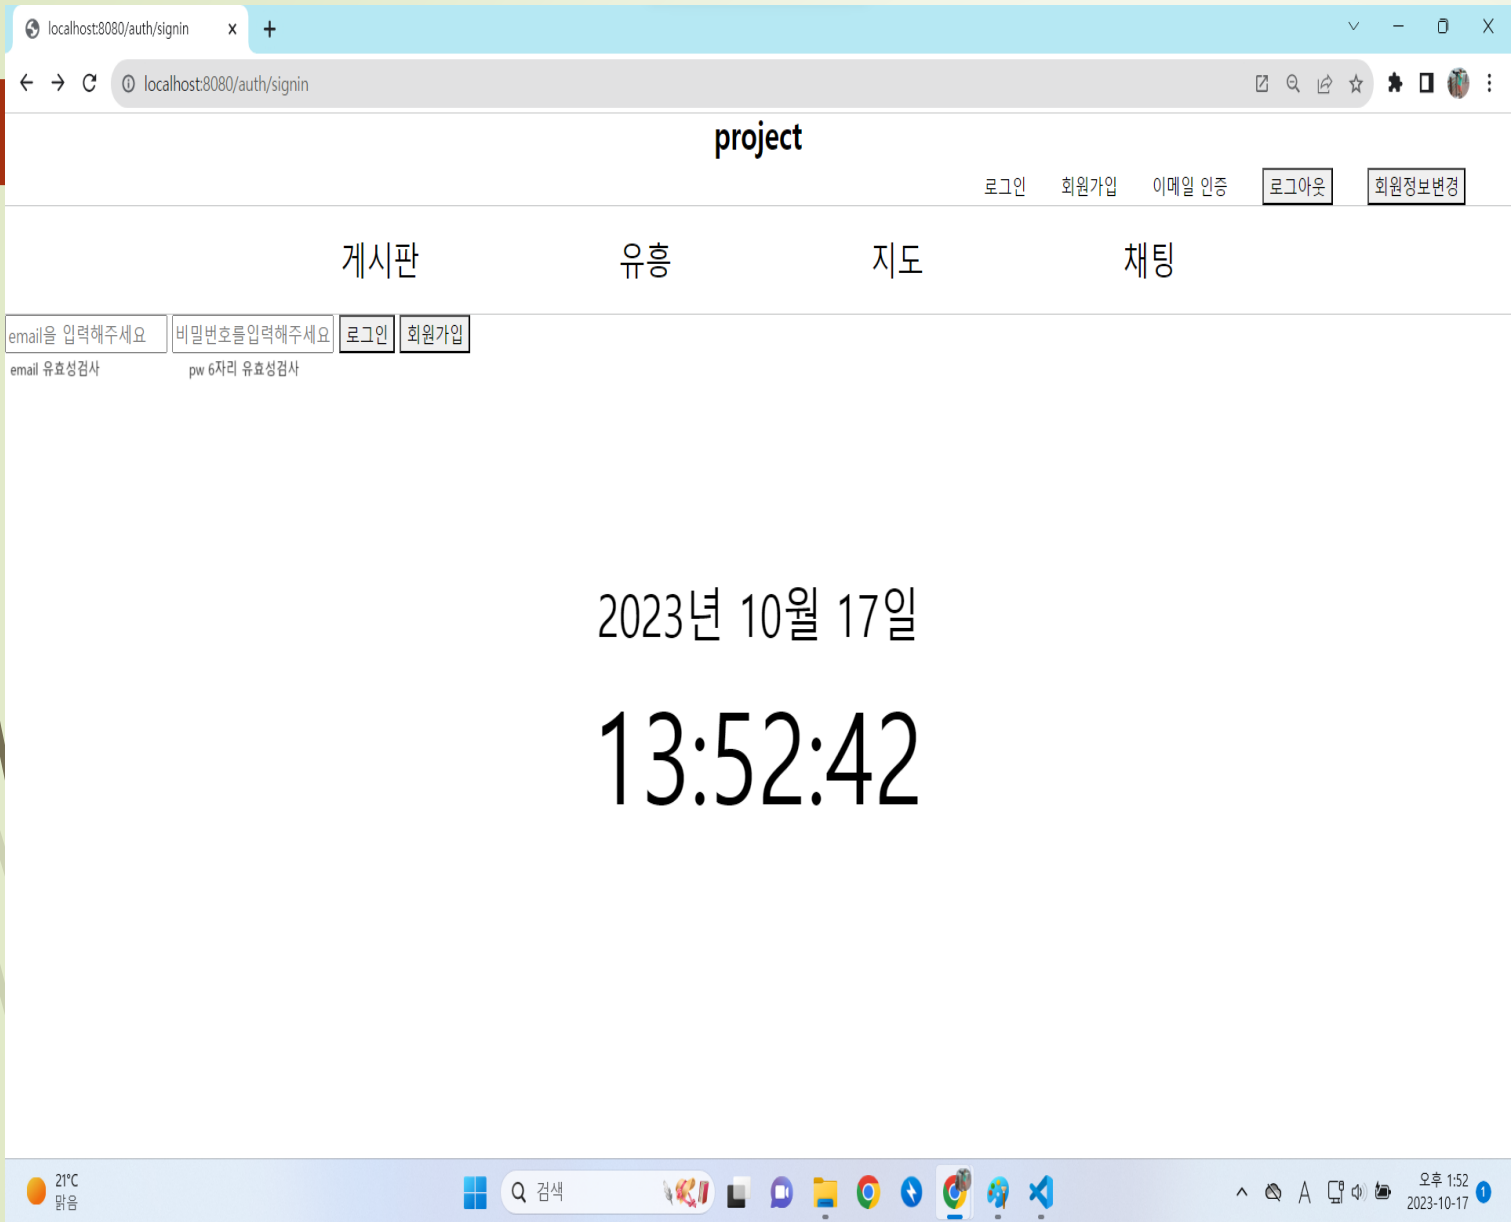 localhost:8080/auth/signin
localhost:8080/auth/signin
project
로그인 회원가입 이메일 인증 로그아웃 회원정보변경
게시판 유흥 지도 채팅
email을 입력해주세요 비밀번호를입력해주세요 로그인 회원가입
email 유효성검사 pw 6자리 유효성검사
2023년 10월 17일
13:52:42
21°C
맑음
검색
A
오후 1:52
2023-10-17
1